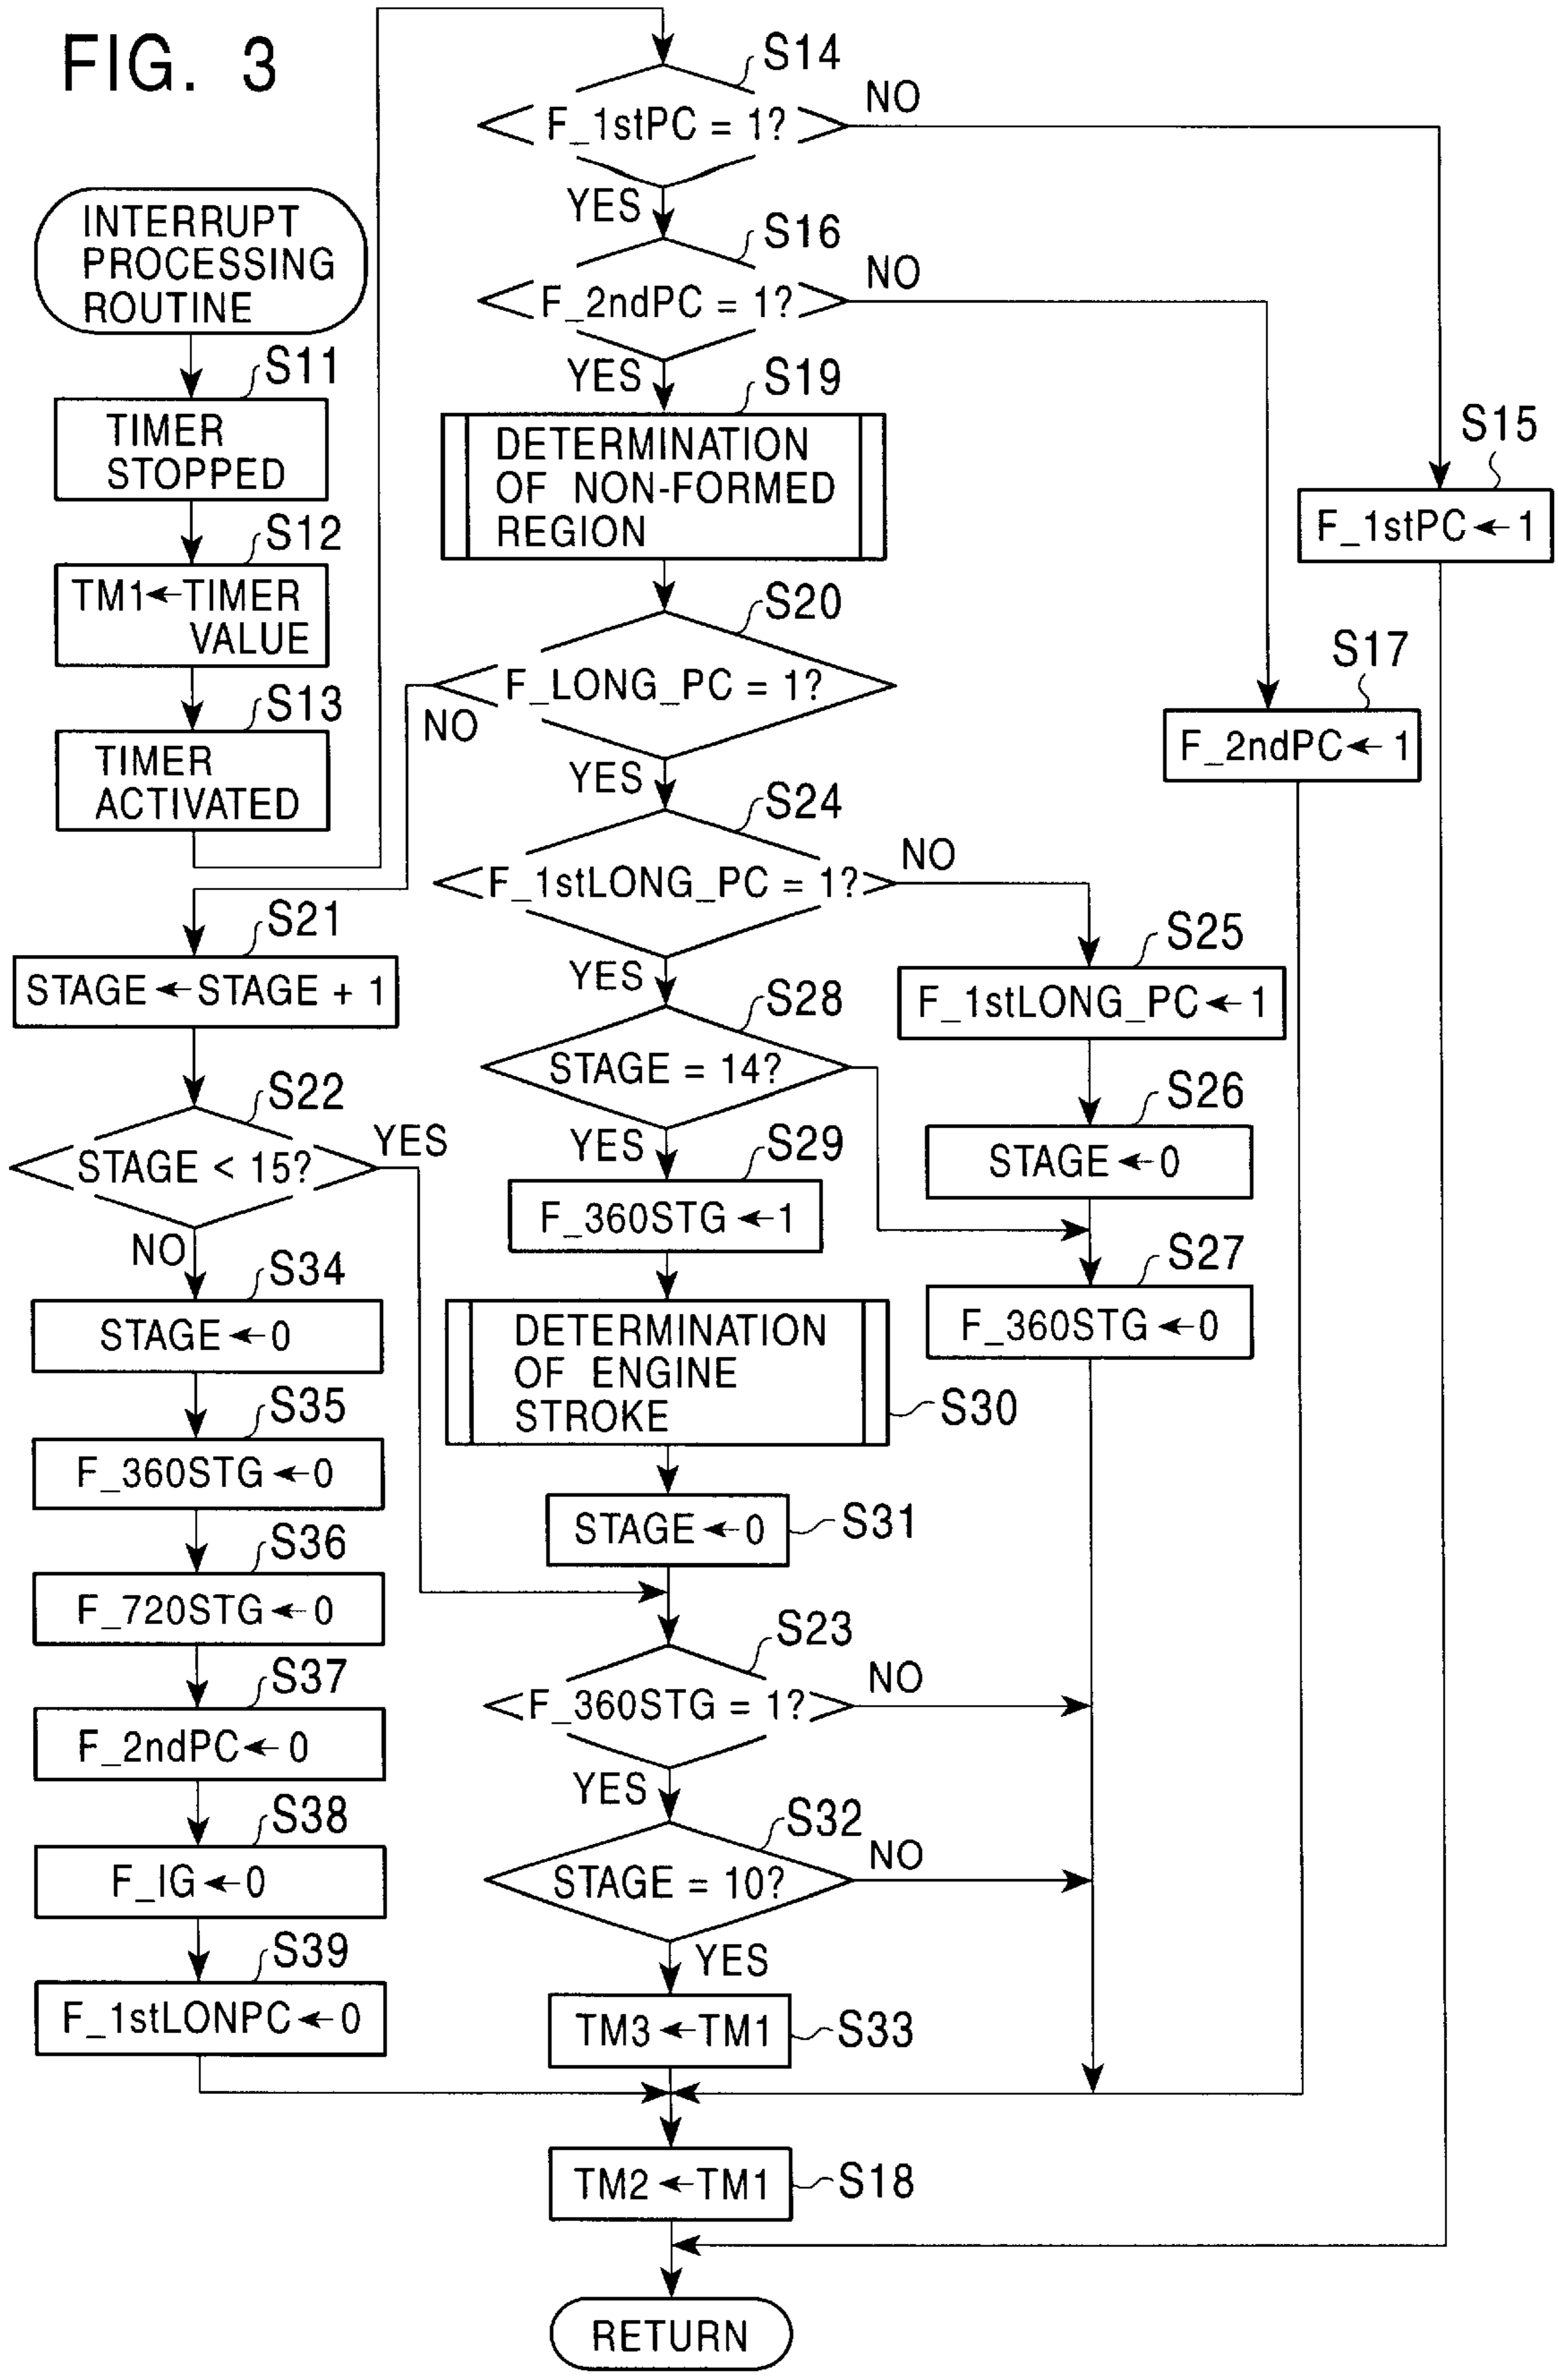 FIG. 3
INTERRUPT
PROCESSING
ROUTINE
S11
TIMER
STOPPED
S12
TM1←TIMER
VALUE
S13
TIMER
ACTIVATED
S14
F_1stPC = 1?
NO
YES
S16
F_2ndPC = 1?
NO
YES
S19
DETERMINATION
OF NON-FORMED
REGION
S15
F_1stPC←1
S17
F_2ndPC←1
S20
F_LONG_PC = 1?
NO
YES
S24
F_1stLONG_PC = 1?
NO
YES
S21
STAGE←STAGE + 1
S22
STAGE < 15?
YES
NO
S28
STAGE = 14?
YES
S25
F_1stLONG_PC←1
S26
STAGE←0
S27
F_360STG←0
S29
F_360STG←1
DETERMINATION
OF ENGINE
STROKE
S30
STAGE←0
S31
S34
STAGE←0
S35
F_360STG←0
S36
F_720STG←0
S37
F_2ndPC←0
S38
F_IG←0
S39
F_1stLONPC←0
S23
F_360STG = 1?
NO
YES
S32
STAGE = 10?
NO
YES
TM3←TM1
S33
TM2←TM1
S18
RETURN